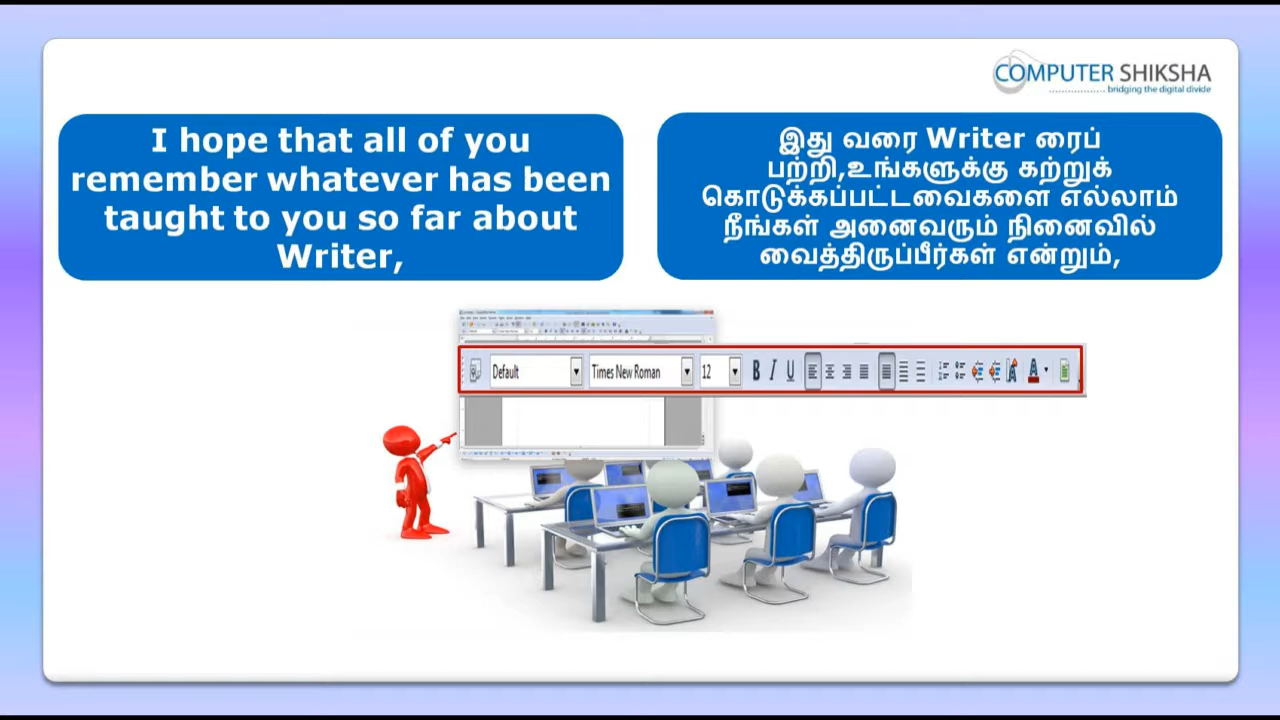 COMPUTER SHIKSHA
bridging the digital divide
I hope that all of you
remember whatever has been
taught to you so far about
Writer,
இது வரை Writer ரைப்
பற்றி,உங்களுக்கு கற்றுக்
கொடுக்கப்பட்டவைகளை எல்லாம்
நீங்கள் அனைவரும் நினைவில்
வைத்திருப்பீர்கள் என்றும்,
Default Times New Roman 12 B I U A